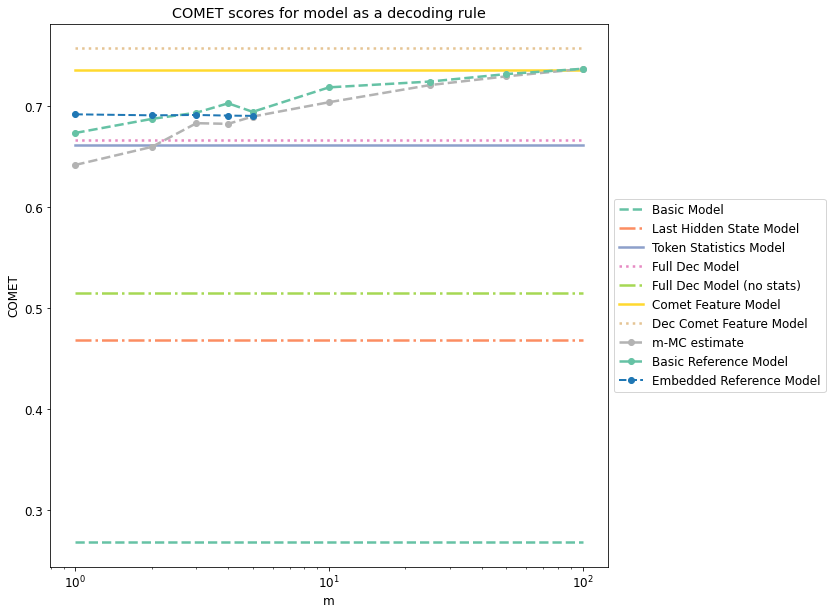 COMET scores for model as a decoding rule
COMET
0.7
0.6
0.5
0.4
0.3
10⁰
10¹
10²
m
Basic Model
Last Hidden State Model
Token Statistics Model
Full Dec Model
Full Dec Model (no stats)
Comet Feature Model
Dec Comet Feature Model
m-MC estimate
Basic Reference Model
Embedded Reference Model